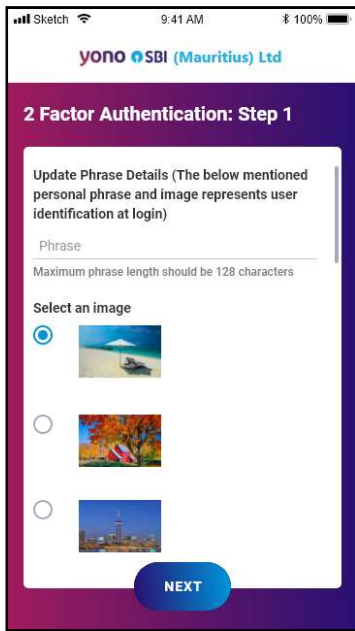 Sketch 9:41 AM 100%
yono SBI (Mauritius) Ltd
2 Factor Authentication: Step 1
Update Phrase Details (The below mentioned
personal phrase and image represents user
identification at login)
Phrase
Maximum phrase length should be 128 characters
Select an image
NEXT